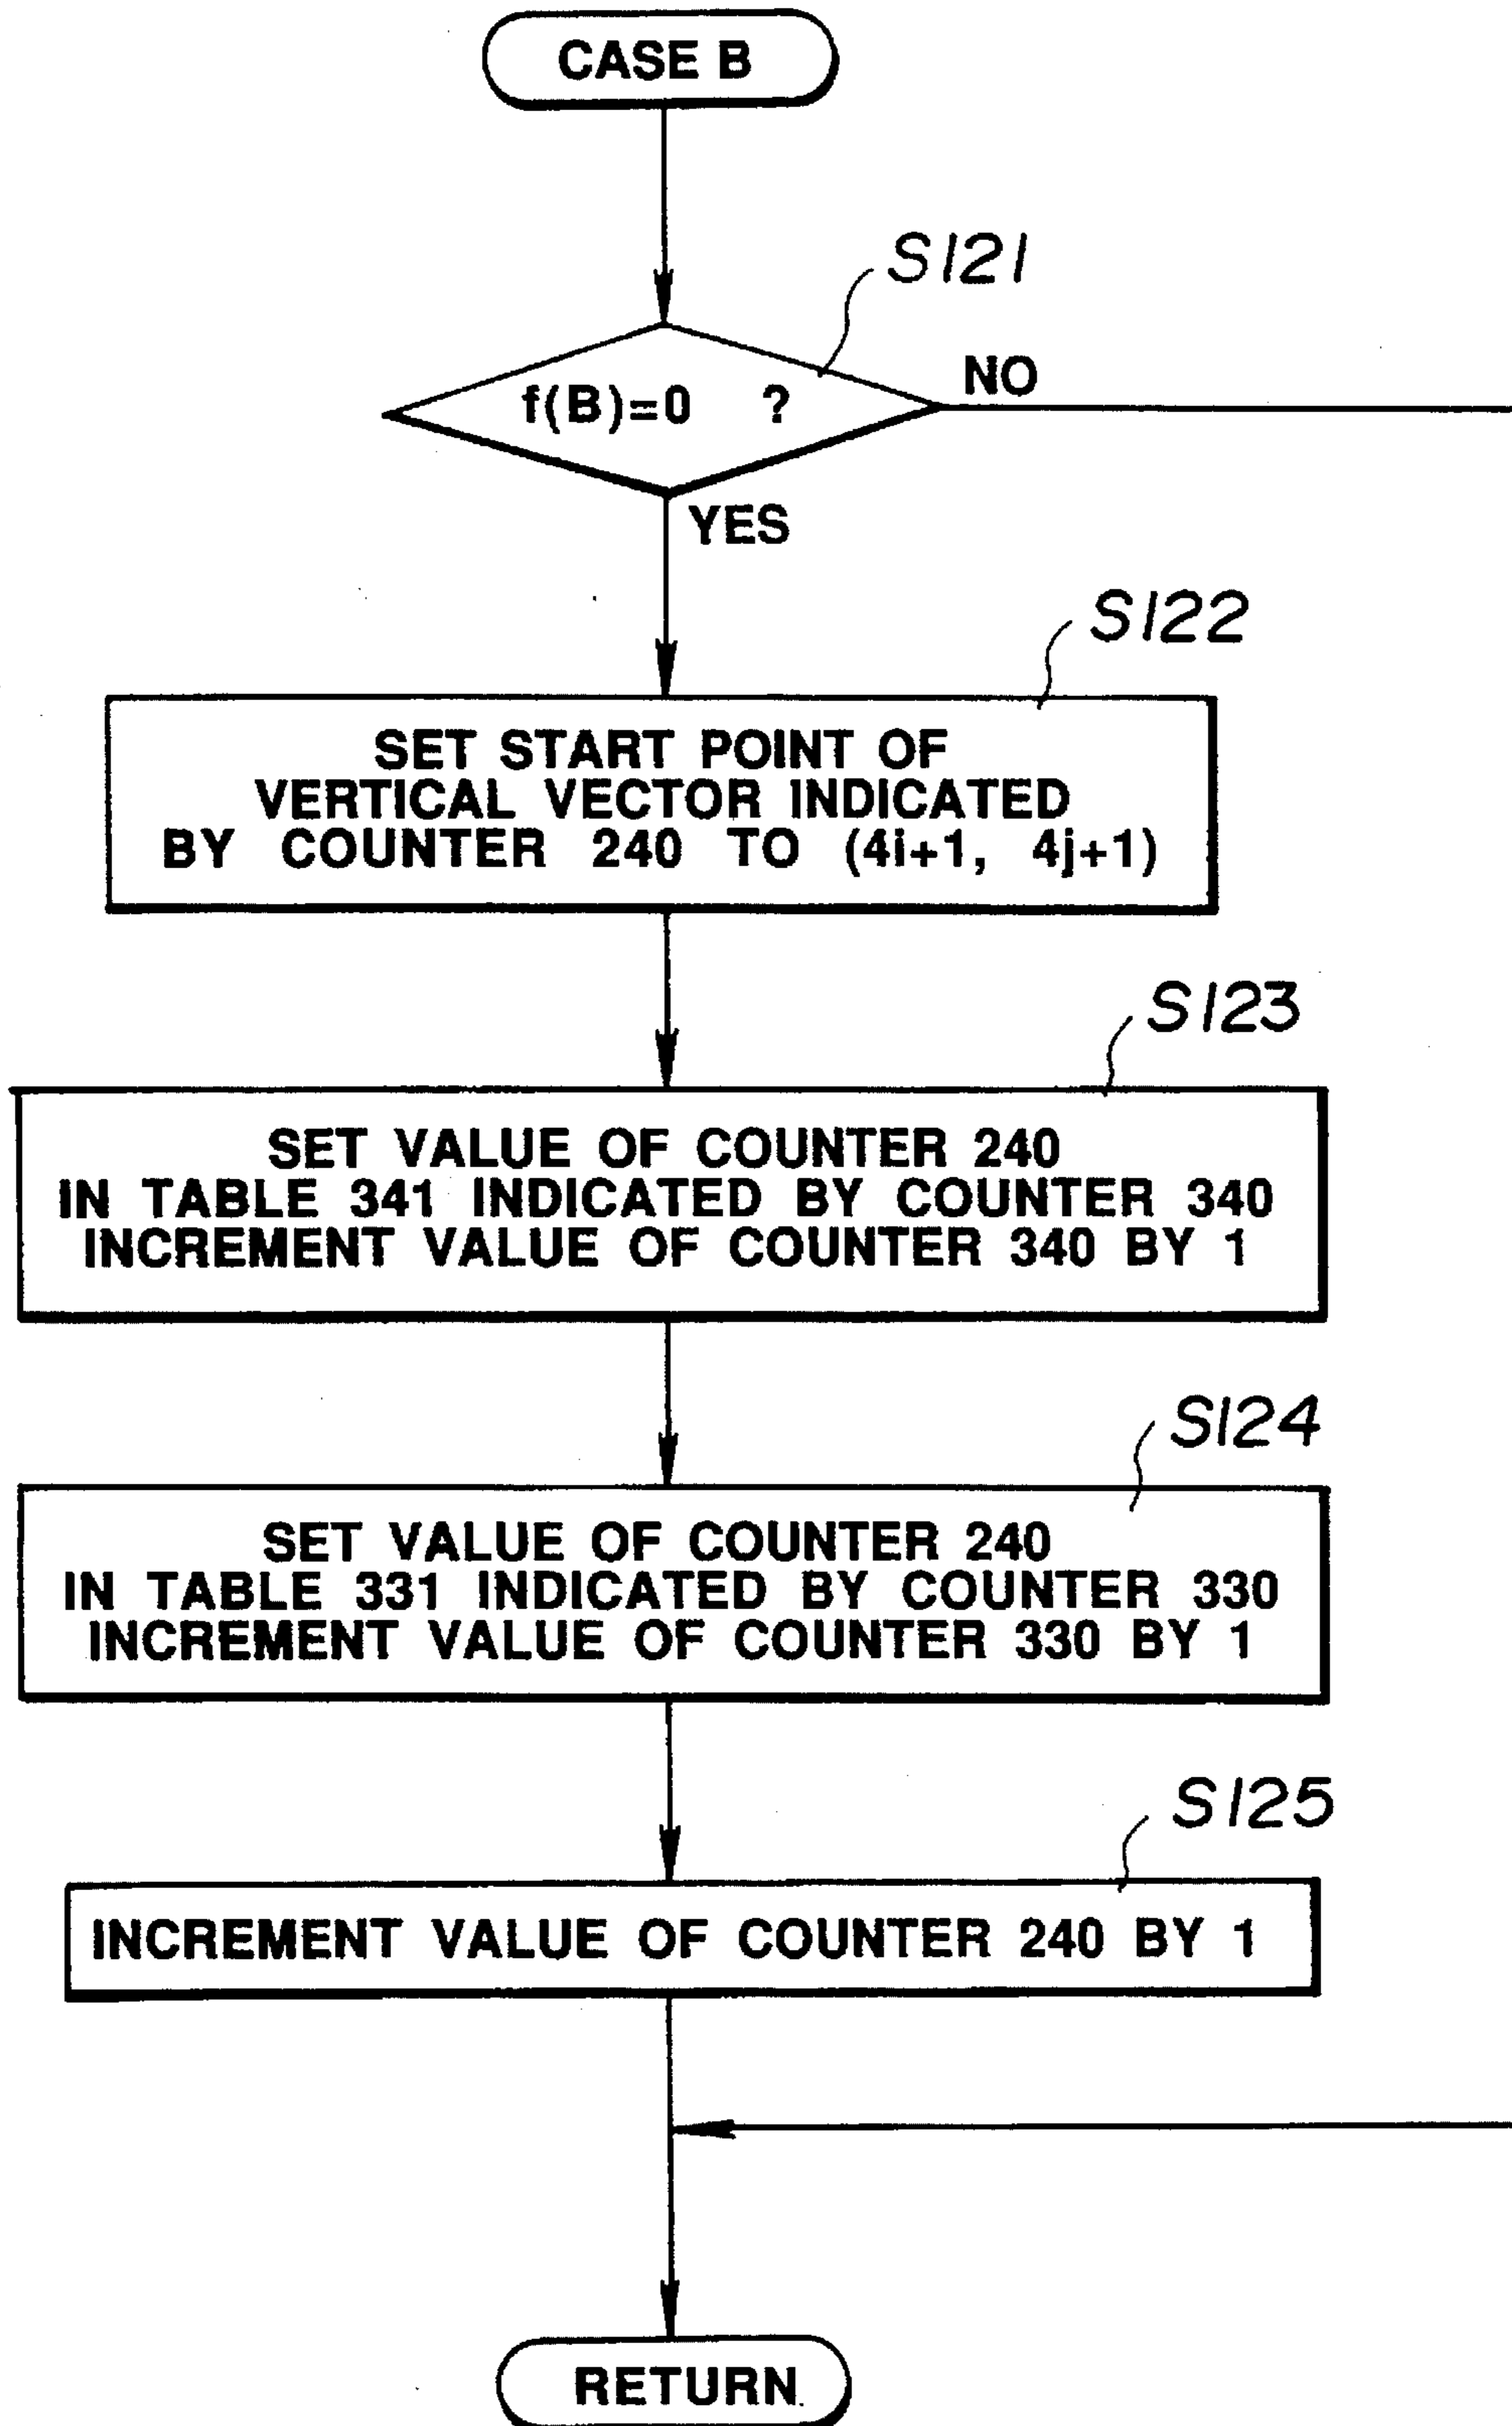 CASE B
S121
f(B)=0 ?
NO
YES
S122
SET START POINT OF
VERTICAL VECTOR INDICATED
BY COUNTER 240 TO (4i+1, 4j+1)
S123
SET VALUE OF COUNTER 240
IN TABLE 341 INDICATED BY COUNTER 340
INCREMENT VALUE OF COUNTER 340 BY 1
S124
SET VALUE OF COUNTER 240
IN TABLE 331 INDICATED BY COUNTER 330
INCREMENT VALUE OF COUNTER 330 BY 1
S125
INCREMENT VALUE OF COUNTER 240 BY 1
RETURN